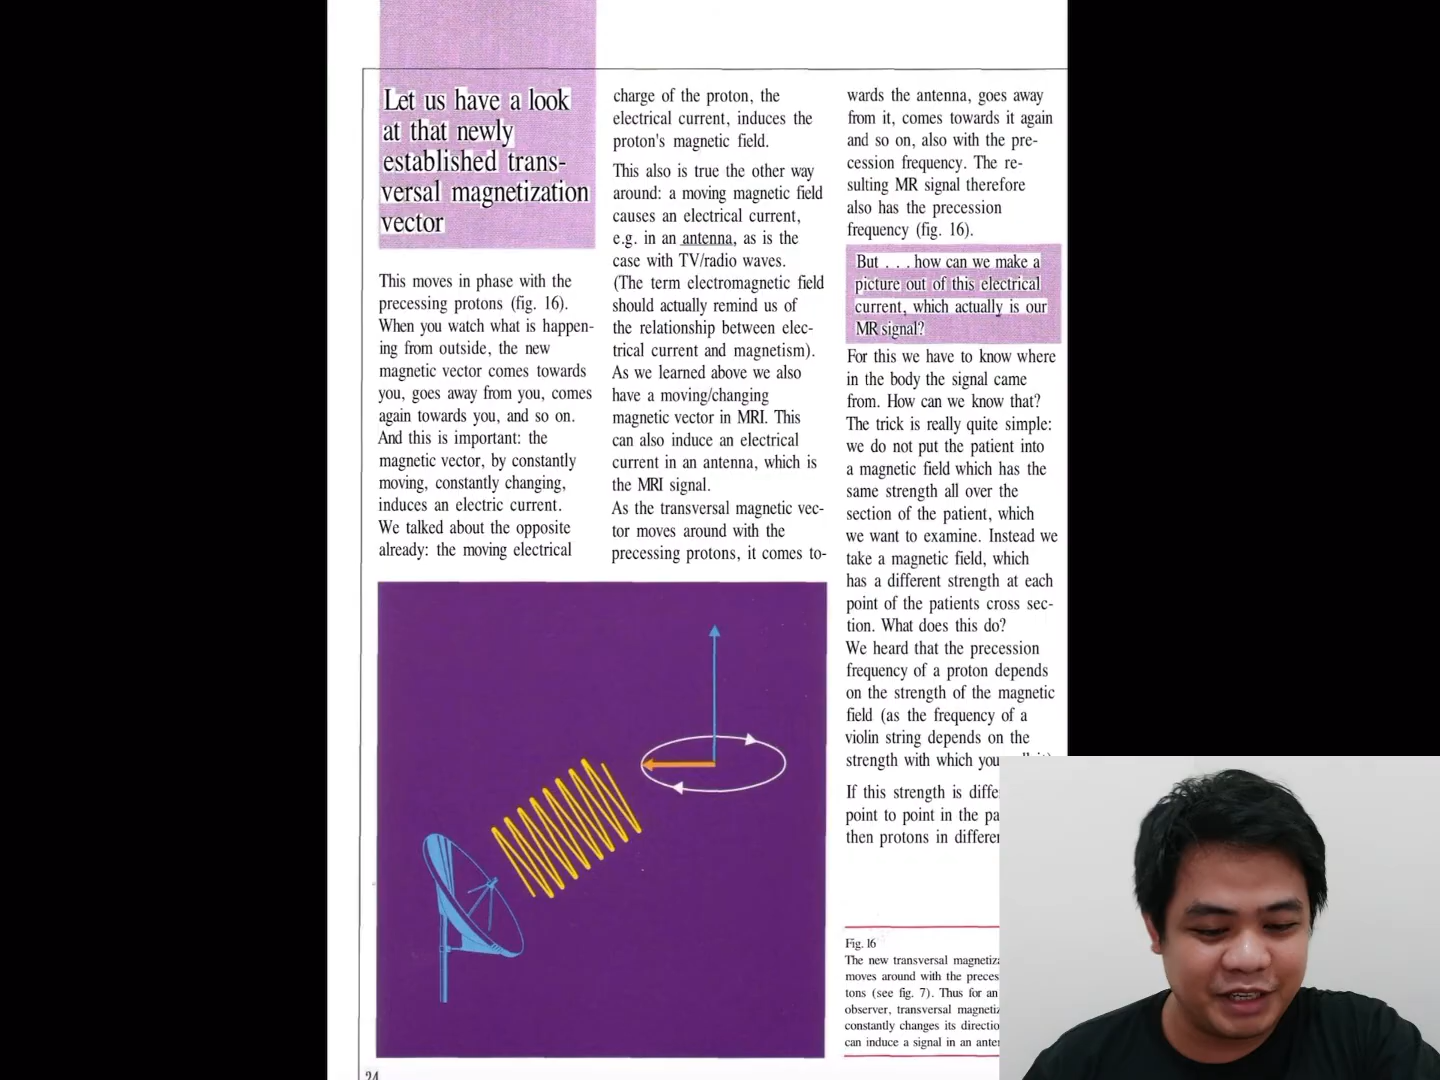 Let us have a look
at that newly
established trans-
versal magnetization
vector
This moves in phase with the
precessing protons (fig. 16).
When you watch what is happen-
ing from outside, the new
magnetic vector comes towards
you, goes away from you, comes
again towards you, and so on.
And this is important: the
magnetic vector, by constantly
moving, constantly changing,
induces an electric current.
We talked about the opposite
already: the moving electrical
charge of the proton, the
electrical current, induces the
proton's magnetic field.
This also is true the other way
around: a moving magnetic field
causes an electrical current,
e.g. in an antenna, as is the
case with TV/radio waves.
(The term electromagnetic field
should actually remind us of
the relationship between elec-
trical current and magnetism).
As we learned above we also
have a moving/changing
magnetic vector in MRI. This
can also induce an electrical
current in an antenna, which is
the MRI signal.
As the transversal magnetic vec-
tor moves around with the
precessing protons, it comes to-
wards the antenna, goes away
from it, comes towards it again
and so on, also with the pre-
cession frequency. The re-
sulting MR signal therefore
also has the precession
frequency (fig. 16).
But . . . how can we make a
picture out of this electrical
current, which actually is our
MR signal?
For this we have to know where
in the body the signal came
from. How can we know that?
The trick is really quite simple:
we do not put the patient into
a magnetic field which has the
same strength all over the
section of the patient, which
we want to examine. Instead we
take a magnetic field, which
has a different strength at each
point of the patients cross sec-
tion. What does this do?
We heard that the precession
frequency of a proton depends
on the strength of the magnetic
field (as the frequency of a
violin string depends on the
strength with which you
If this strength is
point to point in the
then protons in
Fig. 16
The new transversal
moves around with the
tons (see fig. 7). Thus for an
observer, transversal
constantly changes its
can induce a signal in an
24